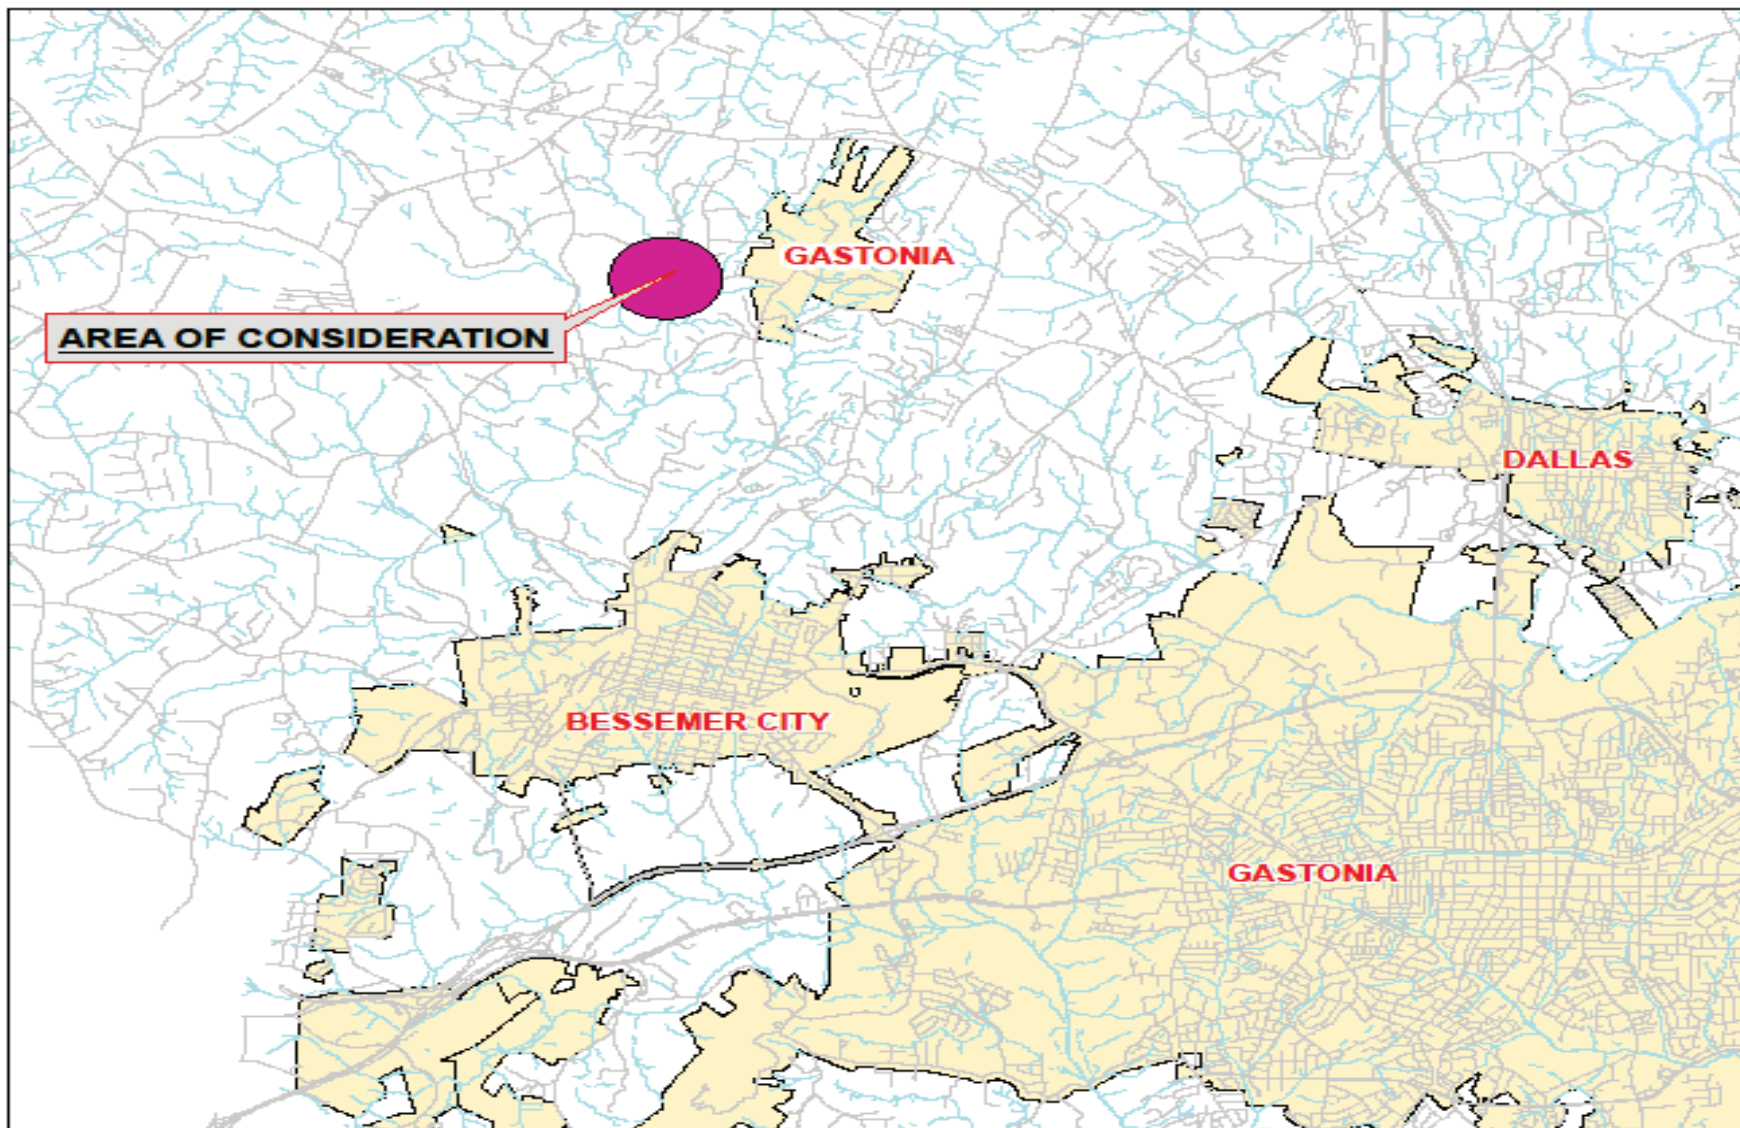 GASTONIA
AREA OF CONSIDERATION
DALLAS
BESSEMER CITY
GASTONIA